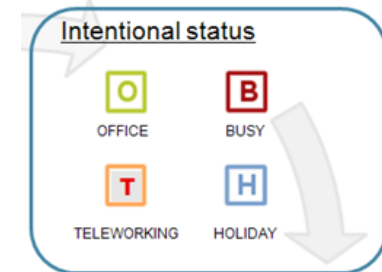 Intentional status
O B
OFFICE BUSY
T H
TELEWORKING HOLIDAY